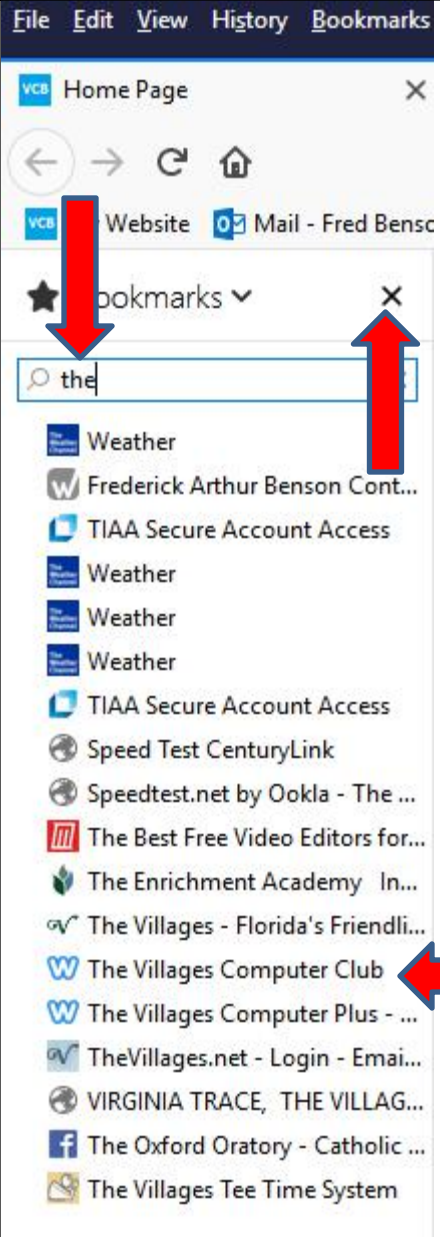 File Edit View History Bookmarks
VCB Home Page
VCB Website Mail - Fred Benso
ookmarks
the
Weather
Frederick Arthur Benson Cont...
TIAA Secure Account Access
Weather
Weather
Weather
TIAA Secure Account Access
Speed Test CenturyLink
Speedtest.net by Ookla - The ...
The Best Free Video Editors for...
The Enrichment Academy In...
The Villages - Florida's Friendli...
The Villages Computer Club
The Villages Computer Plus - ...
TheVillages.net - Login - Emai...
VIRGINIA TRACE, THE VILLAG...
The Oxford Oratory - Catholic ...
The Villages Tee Time System